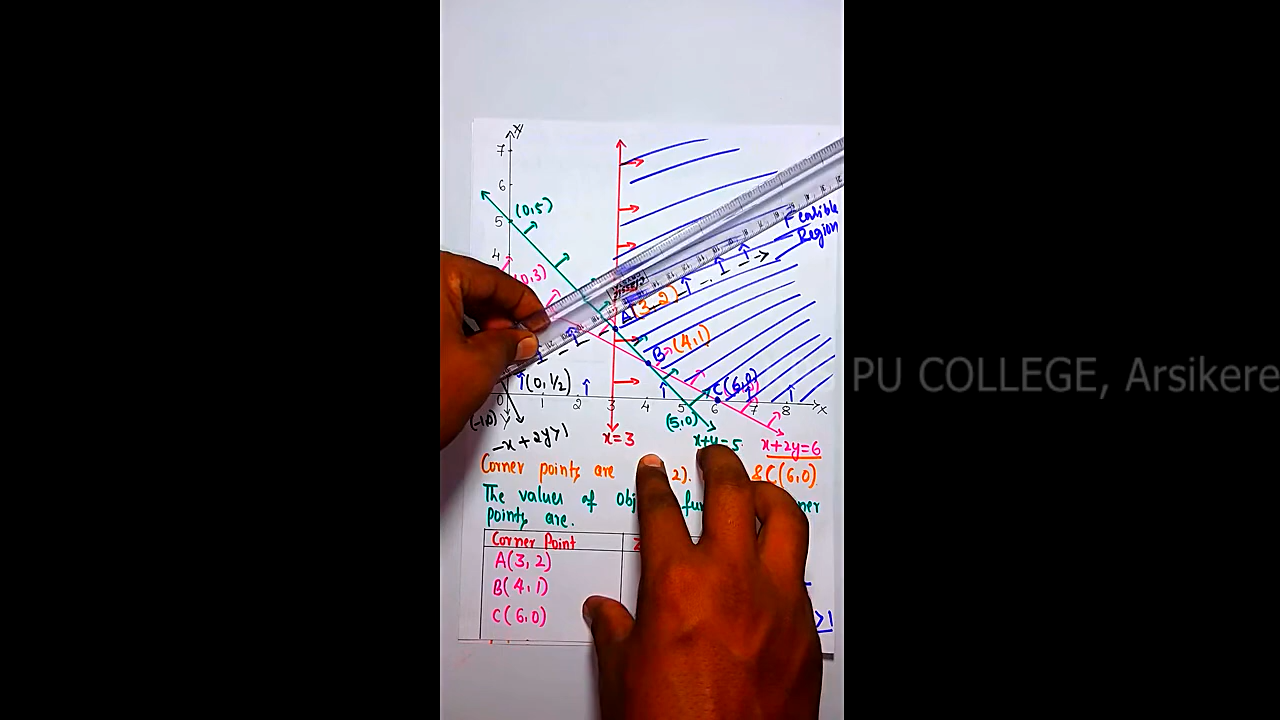 y
7
6
5
(0,5)
4
(0,3)
Feasible
Region
A(3,2)
B (4,1)
C(6,0)
(0,1/2)
0 1 2 3 4 5 6 7 8 x
(-1,0)
(5,0)
-x+2y>1
x=3
x+y=5
x+2y=6
Corner points are 2). & C(6,0).
The values of
points are.
Corner Point Z
A(3,2)
B(4,1)
C(6,0)
>1
PU COLLEGE, Arsikere